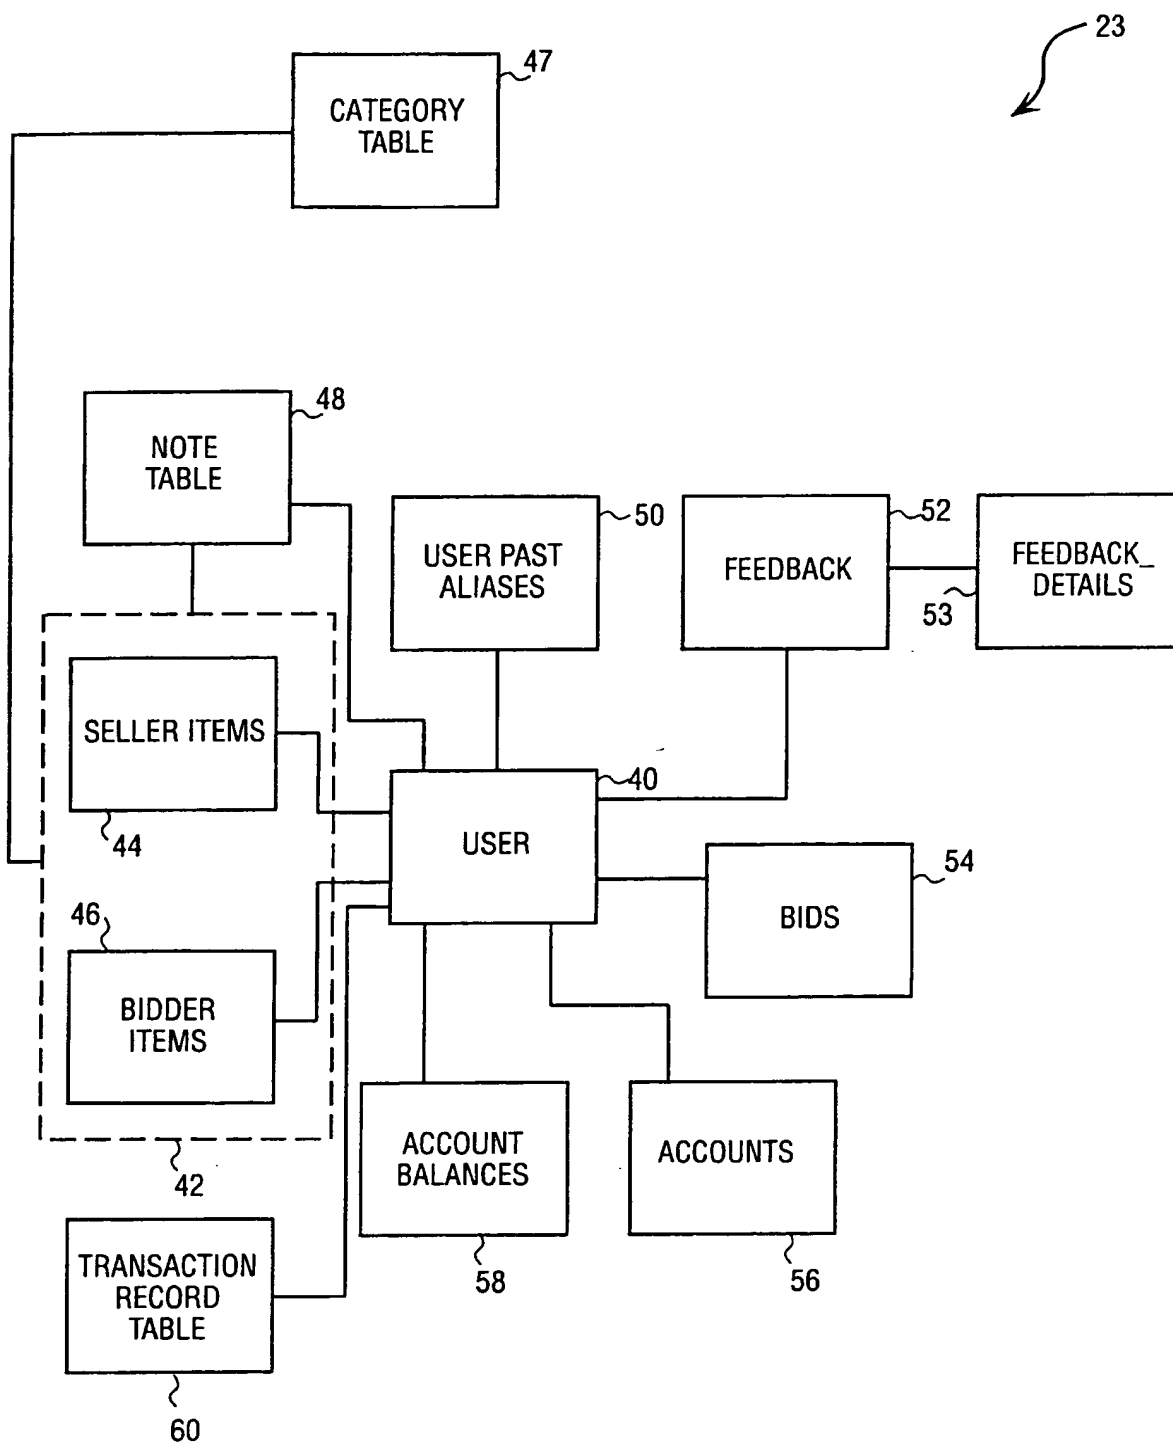 23
47
CATEGORY
TABLE
48
NOTE
TABLE
50
USER PAST
ALIASES
52
FEEDBACK
53
FEEDBACK_
DETAILS
SELLER ITEMS
44
40
USER
54
BIDS
46
BIDDER
ITEMS
42
ACCOUNT
BALANCES
58
ACCOUNTS
56
TRANSACTION
RECORD
TABLE
60